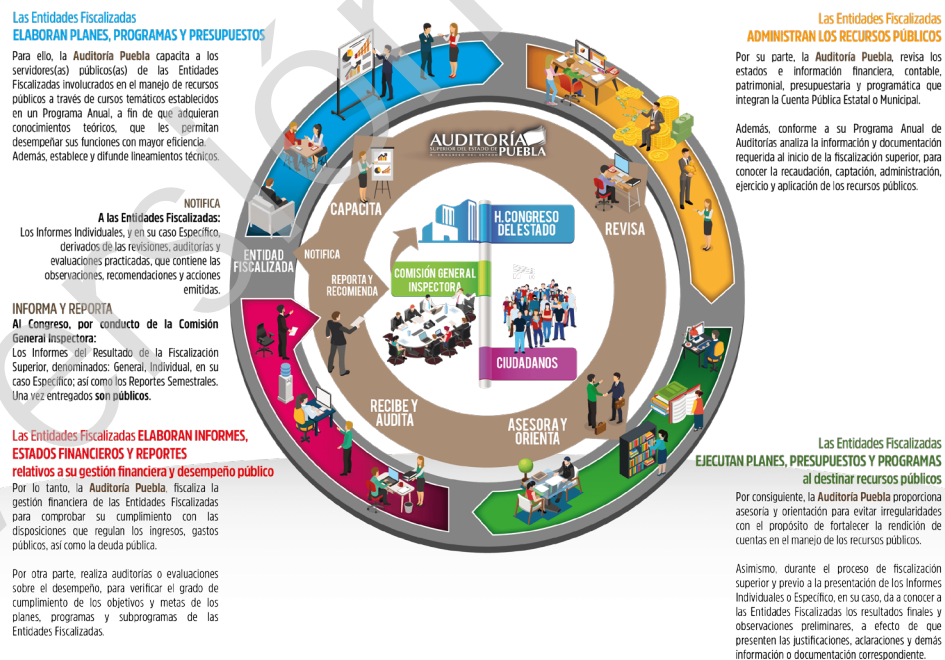 Las Entidades Fiscalizadas
ELABORAN PLANES, PROGRAMAS Y PRESUPUESTOS
Para ello, la Auditoría Puebla capacita a los
servidores(as) públicos(as) de las Entidades
Fiscalizadas involucrados en el manejo de recursos
públicos a través de cursos temáticos establecidos
en un Programa Anual, a fin de que adquieran
conocimientos teóricos, que les permitan
desempeñar sus funciones con mayor eficiencia.
Además, establece y difunde lineamientos técnicos.
NOTIFICA
A las Entidades Fiscalizadas:
Los Informes Individuales, y en su caso Específico,
derivados de las revisiones, auditorías y
evaluaciones practicadas, que contiene las
observaciones, recomendaciones y acciones
emitidas.
INFORMA Y REPORTA
Al Congreso, por conducto de la Comisión
General Inspectora:
Los Informes del Resultado de la Fiscalización
Superior, denominados: General, Individual, en su
caso Específico; así como los Reportes Semestrales.
Una vez entregados son públicos.
Las Entidades Fiscalizadas ELABORAN INFORMES,
ESTADOS FINANCIEROS Y REPORTES
relativos a su gestión financiera y desempeño público
Por lo tanto, la Auditoría Puebla, fiscaliza la
gestión financiera de las Entidades Fiscalizadas
para comprobar su cumplimiento con las
disposiciones que regulan los ingresos, gastos
públicos, así como la deuda pública.
Por otra parte, realiza auditorías o evaluaciones
sobre el desempeño, para verificar el grado de
cumplimiento de los objetivos y metas de los
planes, programas y subprogramas de las
Entidades Fiscalizadas.
AUDITORÍA
SUPERIOR DEL ESTADO DE
PUEBLA
H. CONGRESO DEL ESTADO
CAPACITA
REVISA
H. CONGRESO
DEL ESTADO
ENTIDAD
FISCALIZADA
NOTIFICA
REPORTA Y
RECOMIENDA
COMISIÓN GENERAL
INSPECTORA
CIUDADANOS
RECIBE Y
AUDITA
ASESORA Y
ORIENTA
Las Entidades Fiscalizadas
ADMINISTRAN LOS RECURSOS PÚBLICOS
Por su parte, la Auditoría Puebla, revisa los
estados e información financiera, contable,
patrimonial, presupuestaria y programática que
integran la Cuenta Pública Estatal o Municipal.
Además, conforme a su Programa Anual de
Auditorías analiza la información y documentación
requerida al inicio de la fiscalización superior, para
conocer la recaudación, captación, administración,
ejercicio y aplicación de los recursos públicos.
Las Entidades Fiscalizadas
EJECUTAN PLANES, PRESUPUESTOS Y PROGRAMAS
al destinar recursos públicos
Por consiguiente, la Auditoría Puebla proporciona
asesoría y orientación para evitar irregularidades
con el propósito de fortalecer la rendición de
cuentas en el manejo de los recursos públicos.
Asimismo, durante el proceso de fiscalización
superior y previo a la presentación de los Informes
Individuales o Específico, en su caso, da a conocer a
las Entidades Fiscalizadas los resultados finales y
observaciones preliminares, a efecto de que
presenten las justificaciones, aclaraciones y demás
información o documentación correspondiente.